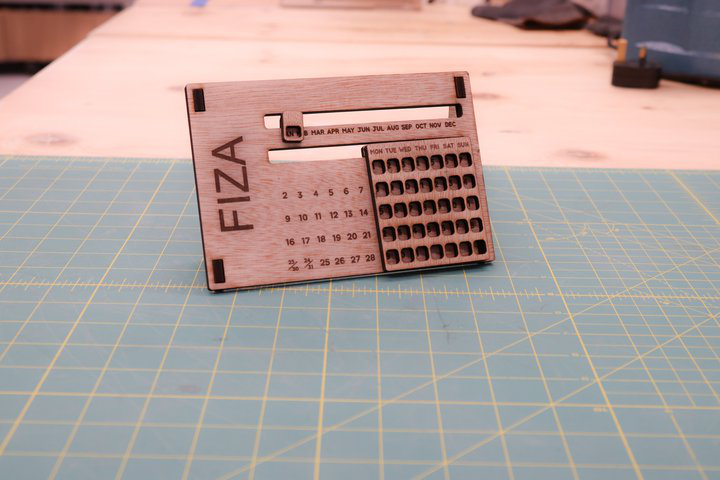 FIZA
B MAR APR MAY JUN JUL AUG SEP OCT NOV DEC
MON TUE WED THU FRI SAT SUN
2 3 4 5 6 7
9 10 11 12 13 14
16 17 18 19 20 21
23/30 24/31 25 26 27 28